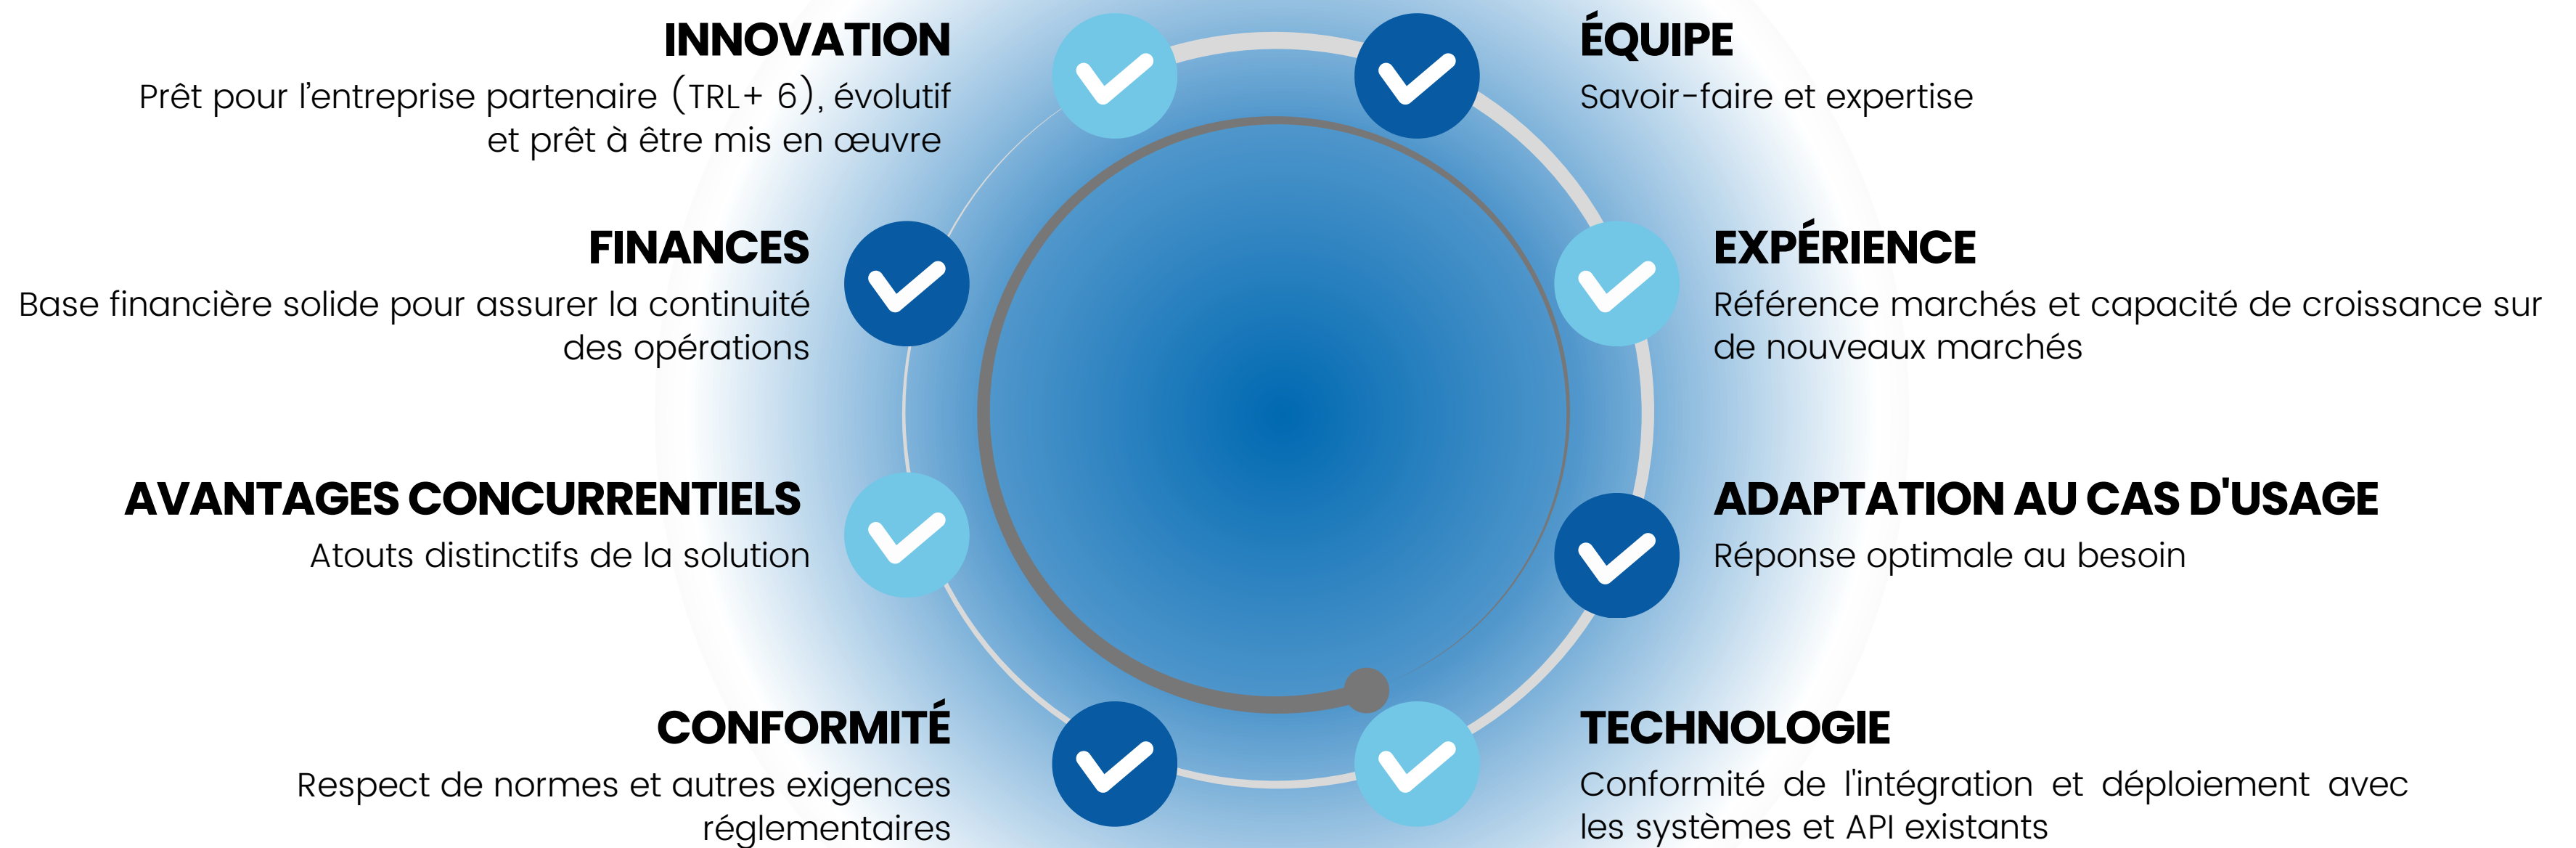 INNOVATION
Prêt pour l’entreprise partenaire (TRL+ 6), évolutif
et prêt à être mis en œuvre
FINANCES
Base financière solide pour assurer la continuité
des opérations
AVANTAGES CONCURRENTIELS
Atouts distinctifs de la solution
CONFORMITÉ
Respect de normes et autres exigences
réglementaires
ÉQUIPE
Savoir-faire et expertise
EXPÉRIENCE
Référence marchés et capacité de croissance sur
de nouveaux marchés
ADAPTATION AU CAS D'USAGE
Réponse optimale au besoin
TECHNOLOGIE
Conformité de l'intégration et déploiement avec
les systèmes et API existants